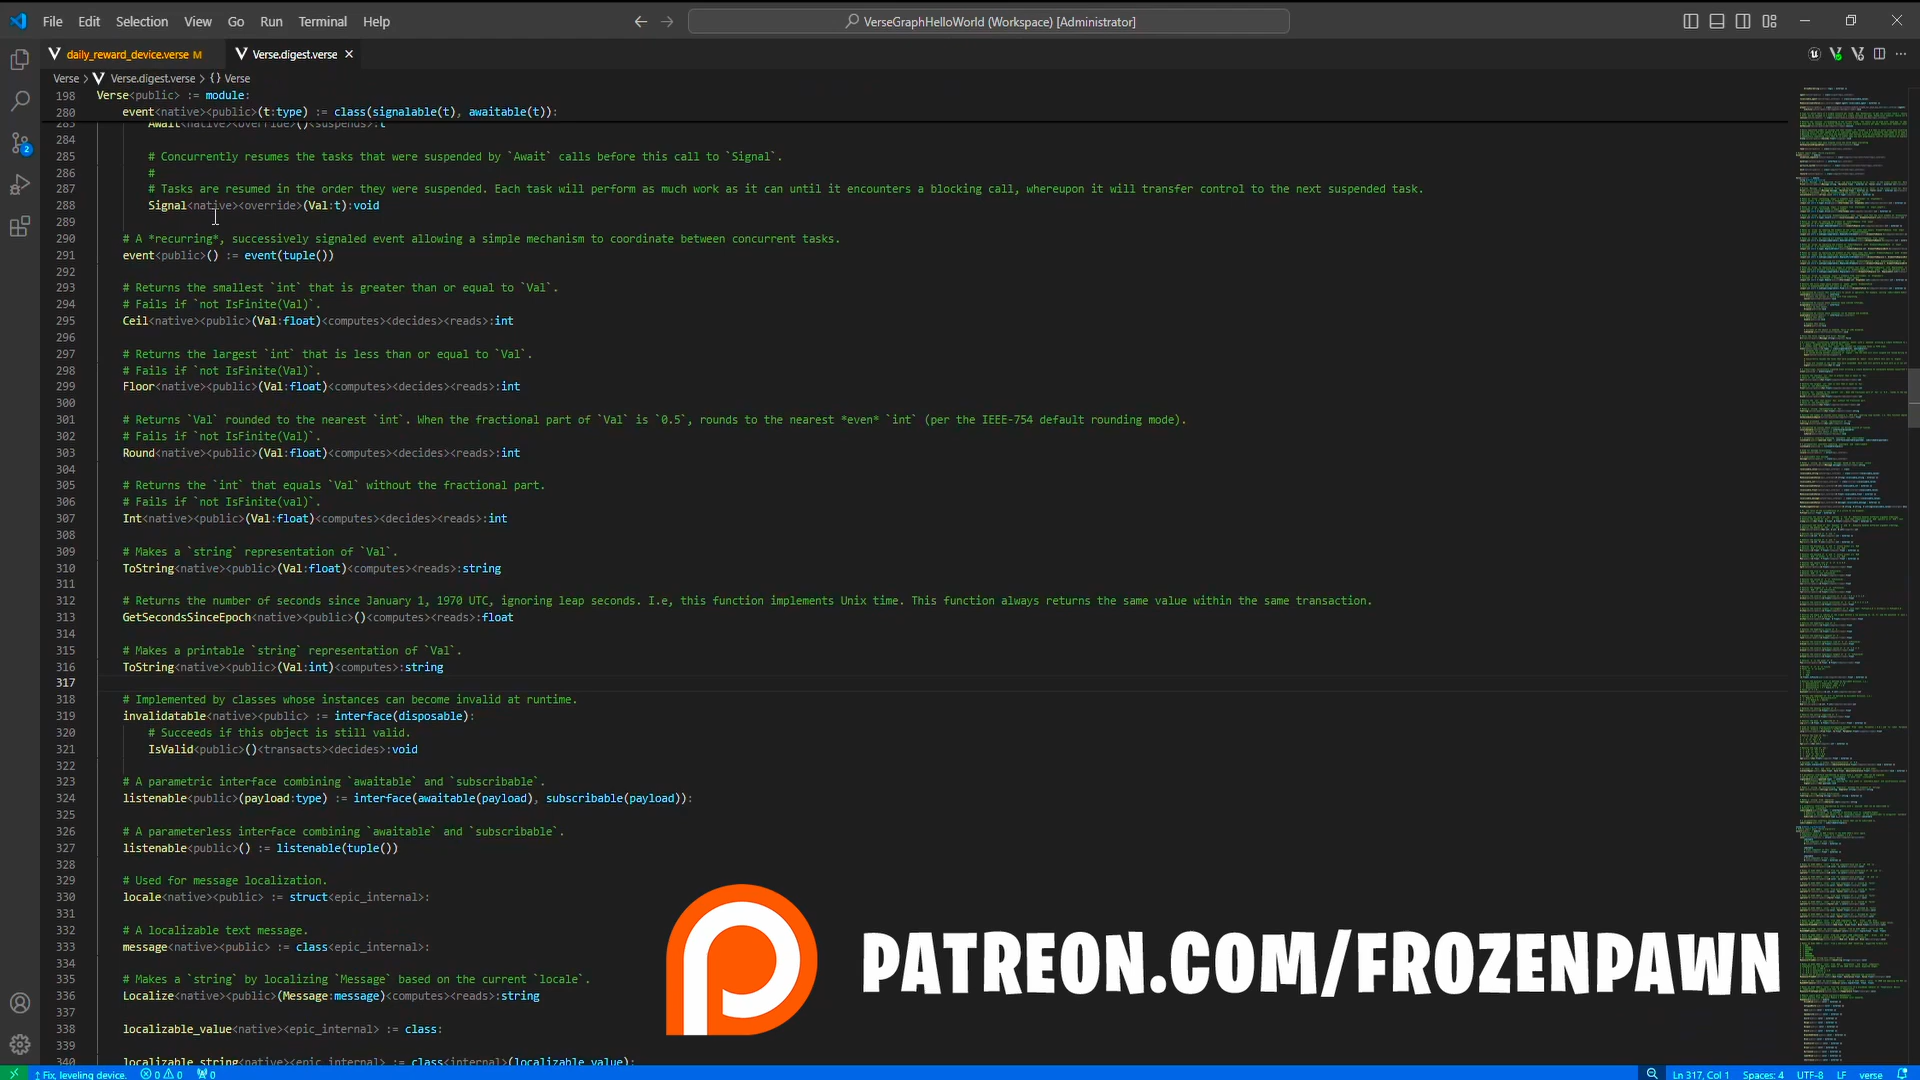 File Edit Selection View Go Run Terminal Help
VerseGraphHelloWorld (Workspace) [Administrator]
daily_reward_device.verse M
Verse.digest.verse
Verse > Verse.digest.verse > {} Verse
198 Verse<public> := module:
280 event<native><public>(t:type) := class(signalable(t), awaitable(t)):
283 Await<native><override>()<suspends>:t
284
285 # Concurrently resumes the tasks that were suspended by `Await` calls before this call to `Signal`.
286 #
287 # Tasks are resumed in the order they were suspended. Each task will perform as much work as it can until it encounters a blocking call, whereupon it will transfer control to the next suspended task.
288 Signal<native><override>(Val:t):void
289
290 # A *recurring*, successively signaled event allowing a simple mechanism to coordinate between concurrent tasks.
291 event<public>() := event(tuple())
292
293 # Returns the smallest `int` that is greater than or equal to `Val`.
294 # Fails if `not IsFinite(Val)`.
295 Ceil<native><public>(Val:float)<computes><decides><reads>:int
296
297 # Returns the largest `int` that is less than or equal to `Val`.
298 # Fails if `not IsFinite(Val)`.
299 Floor<native><public>(Val:float)<computes><decides><reads>:int
300
301 # Returns `Val` rounded to the nearest `int`. When the fractional part of `Val` is `0.5`, rounds to the nearest *even* `int` (per the IEEE-754 default rounding mode).
302 # Fails if `not IsFinite(Val)`.
303 Round<native><public>(Val:float)<computes><decides><reads>:int
304
305 # Returns the `int` that equals `Val` without the fractional part.
306 # Fails if `not IsFinite(val)`.
307 Int<native><public>(Val:float)<computes><decides><reads>:int
308
309 # Makes a `string` representation of `Val`.
310 ToString<native><public>(Val:float)<computes><reads>:string
311
312 # Returns the number of seconds since January 1, 1970 UTC, ignoring leap seconds. I.e, this function implements Unix time. This function always returns the same value within the same transaction.
313 GetSecondsSinceEpoch<native><public>()<computes><reads>:float
314
315 # Makes a printable `string` representation of `Val`.
316 ToString<native><public>(Val:int)<computes>:string
317
318 # Implemented by classes whose instances can become invalid at runtime.
319 invalidatable<native><public> := interface(disposable):
320 # Succeeds if this object is still valid.
321 IsValid<public>()<transacts><decides>:void
322
323 # A parametric interface combining `awaitable` and `subscribable`.
324 listenable<public>(payload:type) := interface(awaitable(payload), subscribable(payload)):
325
326 # A parameterless interface combining `awaitable` and `subscribable`.
327 listenable<public>() := listenable(tuple())
328
329 # Used for message localization.
330 locale<native><public> := struct<epic_internal>:
331
332 # A localizable text message.
333 message<native><public> := class<epic_internal>:
334
335 # Makes a `string` by localizing `Message` based on the current `locale`.
336 Localize<native><public>(Message:message)<computes><reads>:string
337
338 localizable_value<native><epic_internal> := class:
339
340 localizable_string<native><epic_internal> := class<internal>(localizable_value):
PATREON.COM/FROZENPAWN
2
Fix, leveling device. 0 0 0
Ln 317, Col 1 Spaces: 4 UTF-8 LF verse